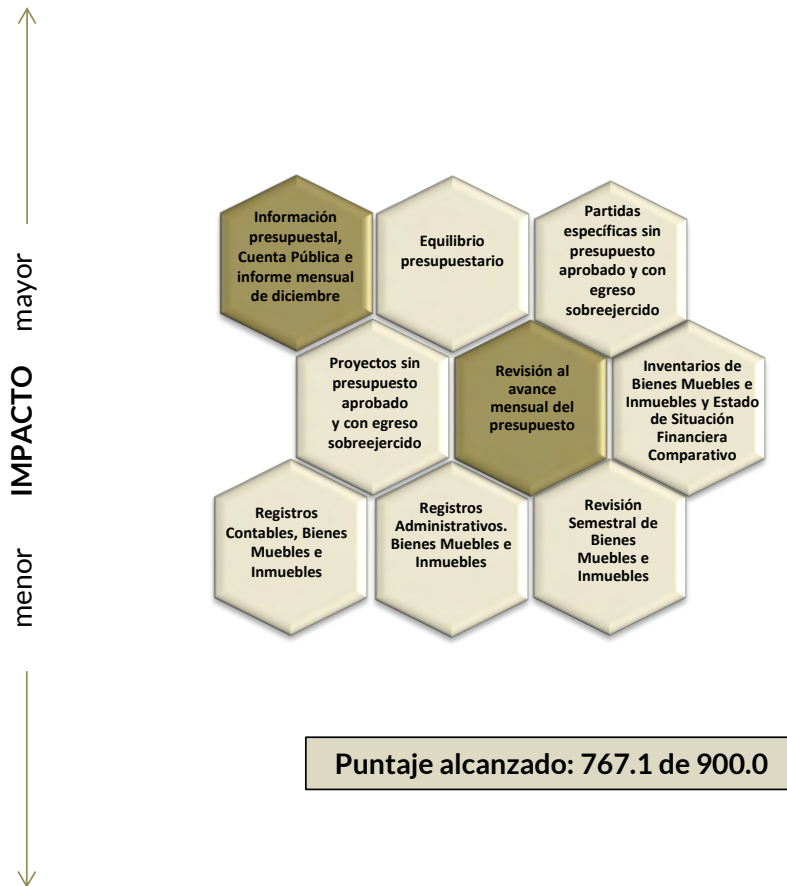 mayor
IMPACTO
menor
Información
presupuestal,
Cuenta Pública e
informe mensual
de diciembre
Equilibrio
presupuestario
Partidas
específicas sin
presupuesto
aprobado y con
egreso
sobreejercido
Proyectos sin
presupuesto
aprobado
y con egreso
sobreejercido
Revisión al
avance
mensual del
presupuesto
Inventarios de
Bienes Muebles e
Inmuebles y Estado
de Situación
Financiera
Comparativo
Registros
Contables, Bienes
Muebles e
Inmuebles
Registros
Administrativos.
Bienes Muebles e
Inmuebles
Revisión
Semestral de
Bienes
Muebles e
Inmuebles
Puntaje alcanzado: 767.1 de 900.0